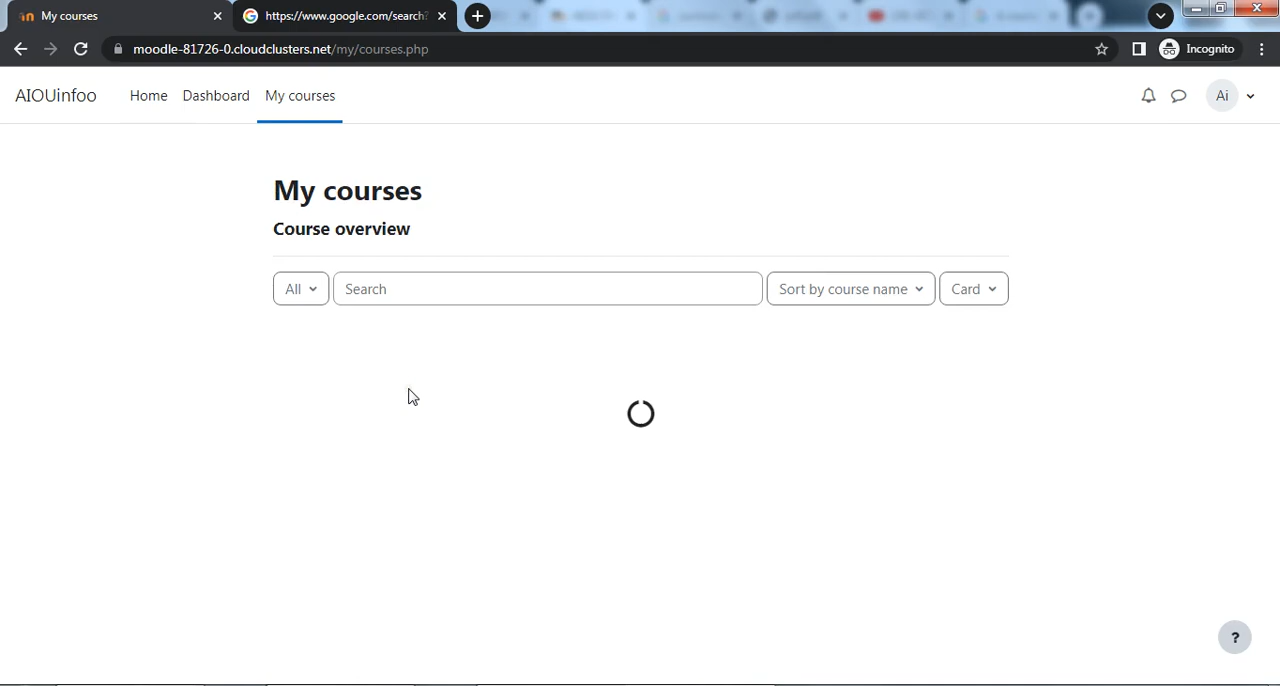 My courses
https://www.google.com/search?
moodle-81726-0.cloudclusters.net/my/courses.php
Incognito
AIOUinfoo
Home
Dashboard
My courses
Ai
My courses
Course overview
All
Search
Sort by course name
Card
?